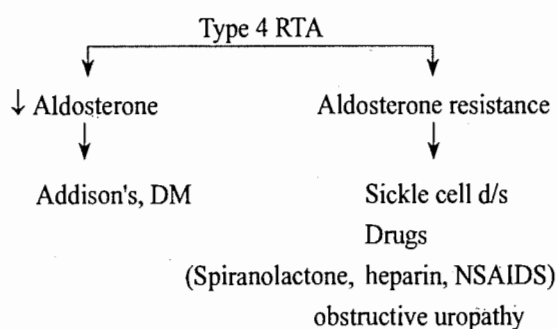 Type 4 RTA
↓ Aldosterone Aldosterone resistance
Addison's, DM Sickle cell d/s
Drugs
(Spiranolactone, heparin, NSAIDS)
obstructive uropathy